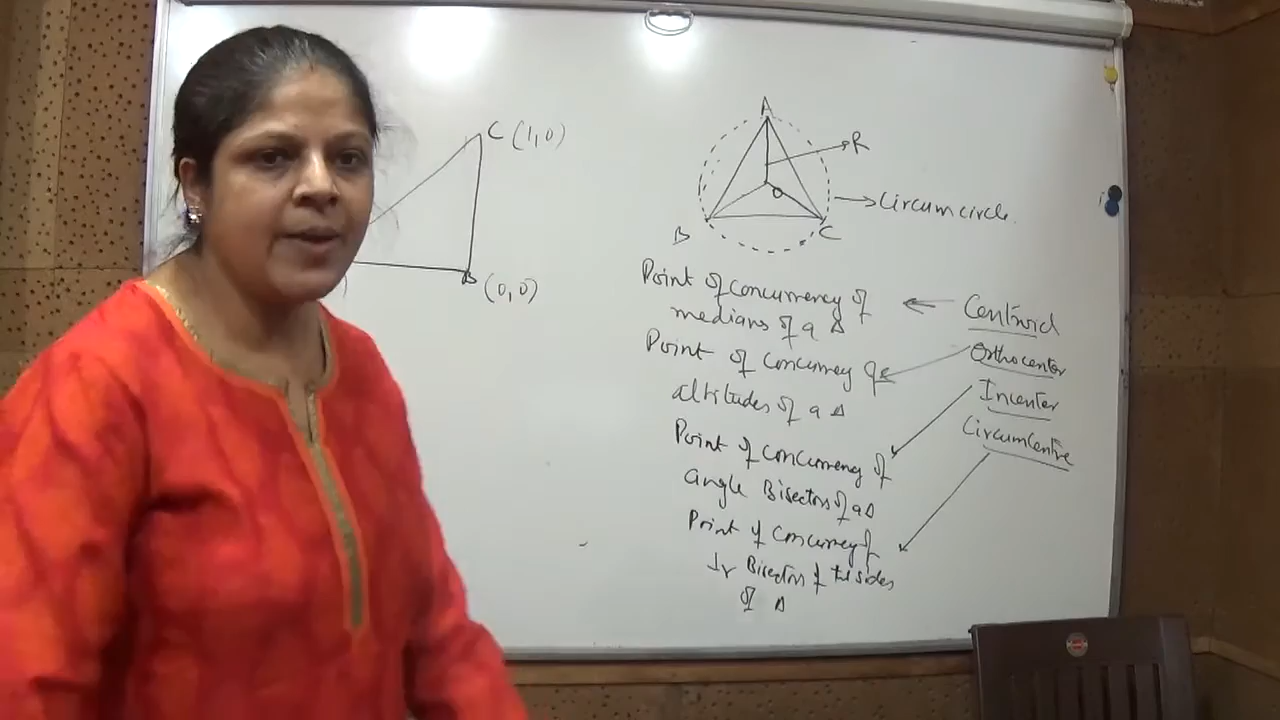 C (1,0)
B (0,0)
A
R
O
B
C
Circumcircle.
Point of concurrency of
medians of a Δ
Centroid
Point of concurrency of
altitudes of a Δ
Orthocenter
Point of concurrency of
angle Bisectors of a Δ
Incenter
Point of concurrency of
⊥r Bisectors of the sides
of Δ
Circumcentre